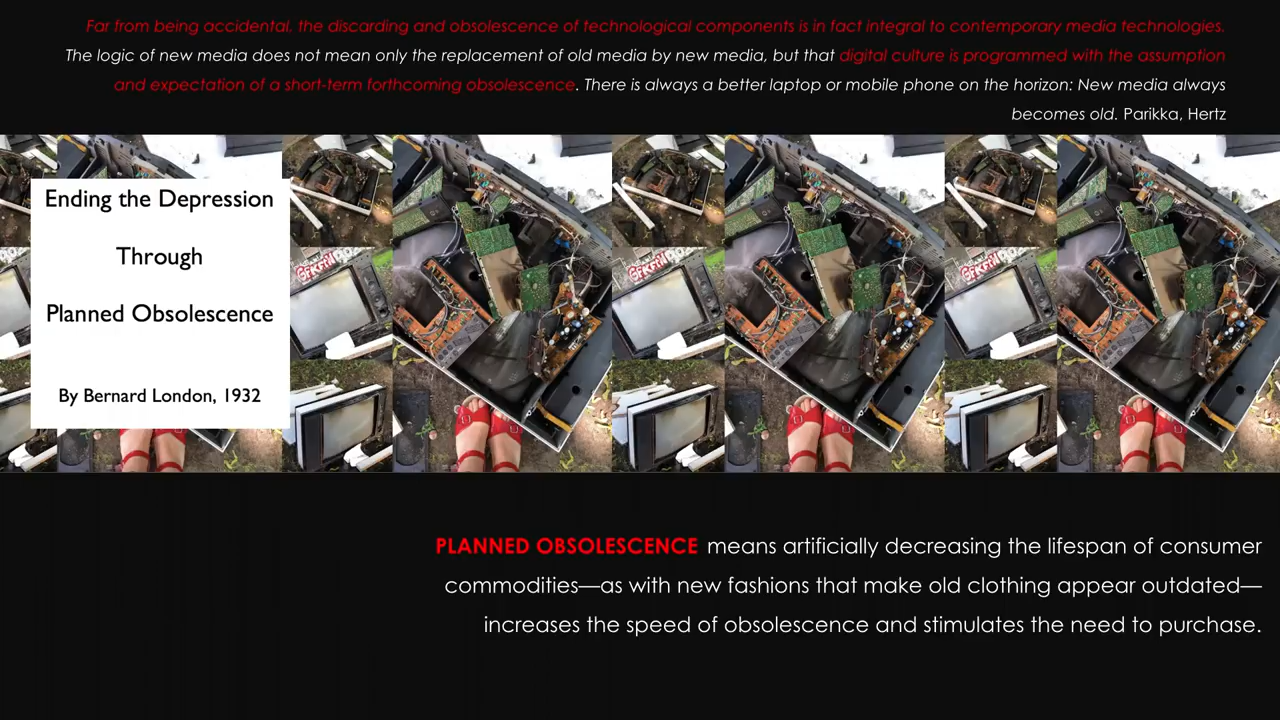 Far from being accidental, the discarding and obsolescence of technological components is in fact integral to contemporary media technologies.
The logic of new media does not mean only the replacement of old media by new media, but that digital culture is programmed with the assumption
and expectation of a short-term forthcoming obsolescence. There is always a better laptop or mobile phone on the horizon: New media always
becomes old. Parikka, Hertz
Ending the Depression
Through
Planned Obsolescence
By Bernard London, 1932
PLANNED OBSOLESCENCE means artificially decreasing the lifespan of consumer
commodities—as with new fashions that make old clothing appear outdated—
increases the speed of obsolescence and stimulates the need to purchase.